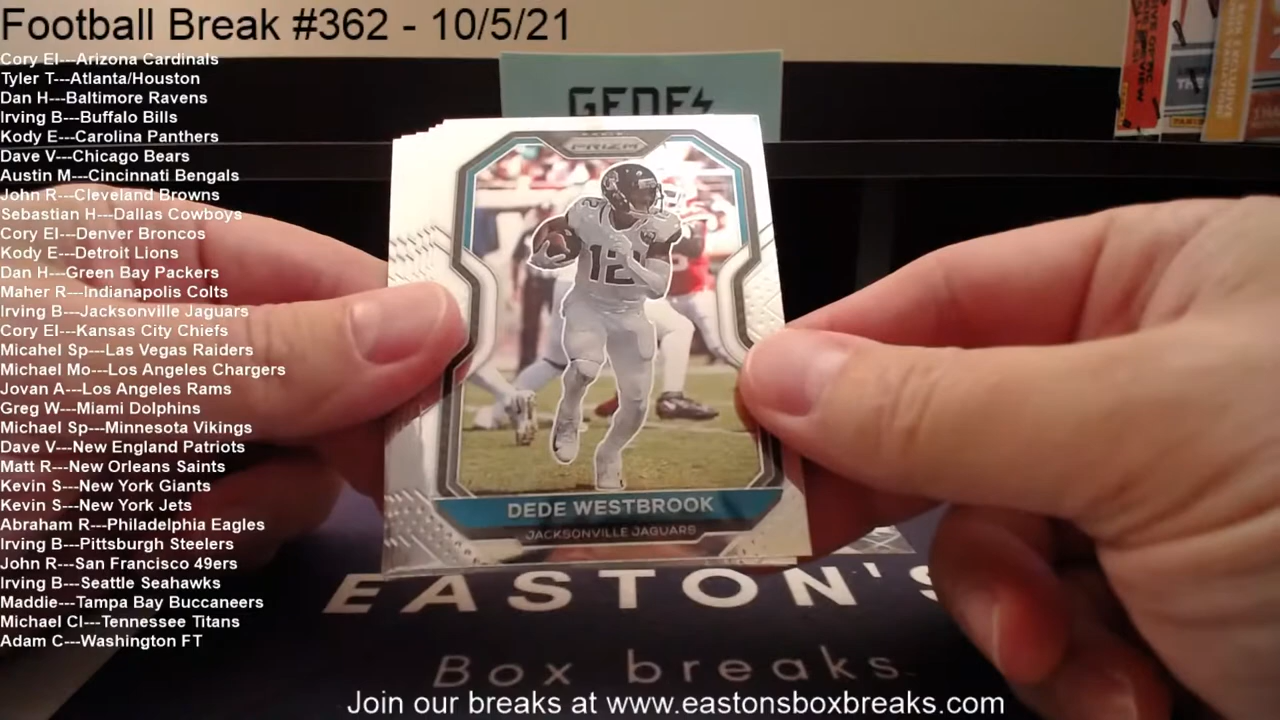 Football Break #362 - 10/5/21
Cory El---Arizona Cardinals
Tyler T---Atlanta/Houston
Dan H---Baltimore Ravens
Irving B---Buffalo Bills
Kody E---Carolina Panthers
Dave V---Chicago Bears
Austin M---Cincinnati Bengals
John R---Cleveland Browns
Sebastian H---Dallas Cowboys
Cory El---Denver Broncos
Kody E---Detroit Lions
Dan H---Green Bay Packers
Maher R---Indianapolis Colts
Irving B---Jacksonville Jaguars
Cory El---Kansas City Chiefs
Micahel Sp---Las Vegas Raiders
Michael Mo---Los Angeles Chargers
Jovan A---Los Angeles Rams
Greg W---Miami Dolphins
Michael Sp---Minnesota Vikings
Dave V---New England Patriots
Matt R---New Orleans Saints
Kevin S---New York Giants
Kevin S---New York Jets
Abraham R---Philadelphia Eagles
Irving B---Pittsburgh Steelers
John R---San Francisco 49ers
Irving B---Seattle Seahawks
Maddie---Tampa Bay Buccaneers
Michael Cl---Tennessee Titans
Adam C---Washington FT
PRIZM
12
DEDE WESTBROOK
JACKSONVILLE JAGUARS
EASTON'S
Box breaks
Join our breaks at www.eastonsboxbreaks.com